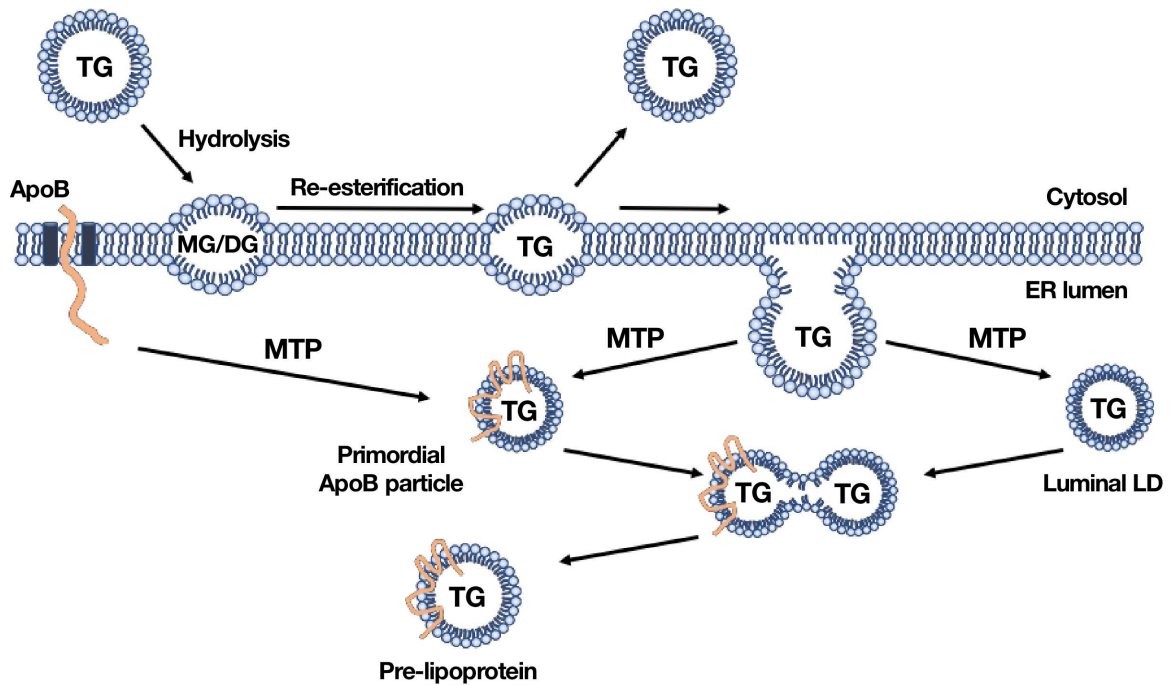 TG
TG
Hydrolysis
ApoB
Re-esterification
Cytosol
MG/DG
TG
ER lumen
MTP
MTP
TG
MTP
TG
TG
Primordial
ApoB particle
Luminal LD
TG
TG
TG
Pre-lipoprotein